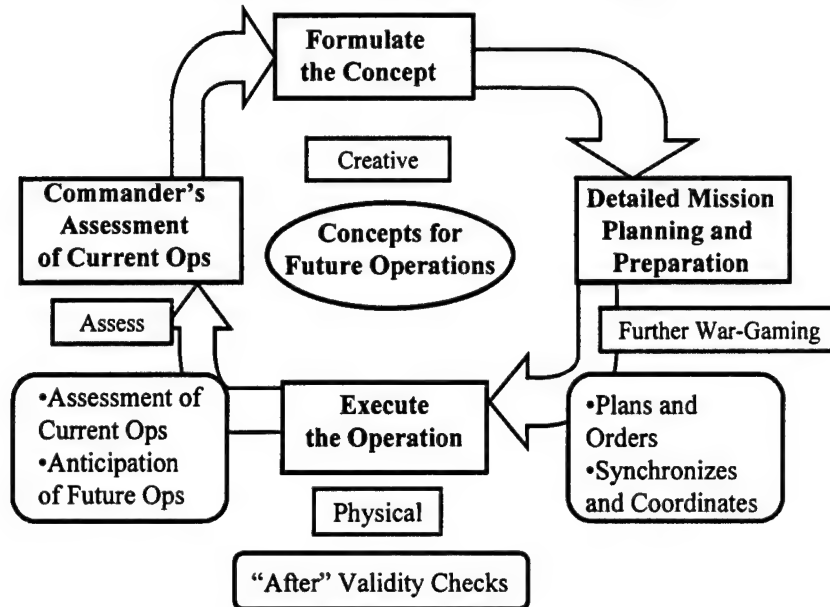 Formulate
the Concept
Creative
Commander's
Assessment
of Current Ops
Concepts for
Future Operations
Detailed Mission
Planning and
Preparation
Assess
Further War-Gaming
•Assessment of
Current Ops
•Anticipation
of Future Ops
Execute
the Operation
•Plans and
Orders
•Synchronizes
and Coordinates
Physical
“After” Validity Checks